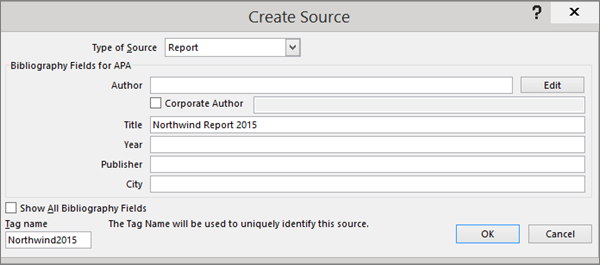 Create Source ? ×
Type of Source Report
Bibliography Fields for APA
Author Edit
Corporate Author
Title Northwind Report 2015
Year
Publisher
City
Show All Bibliography Fields
Tag name The Tag Name will be used to uniquely identify this source.
Northwind2015 OK Cancel